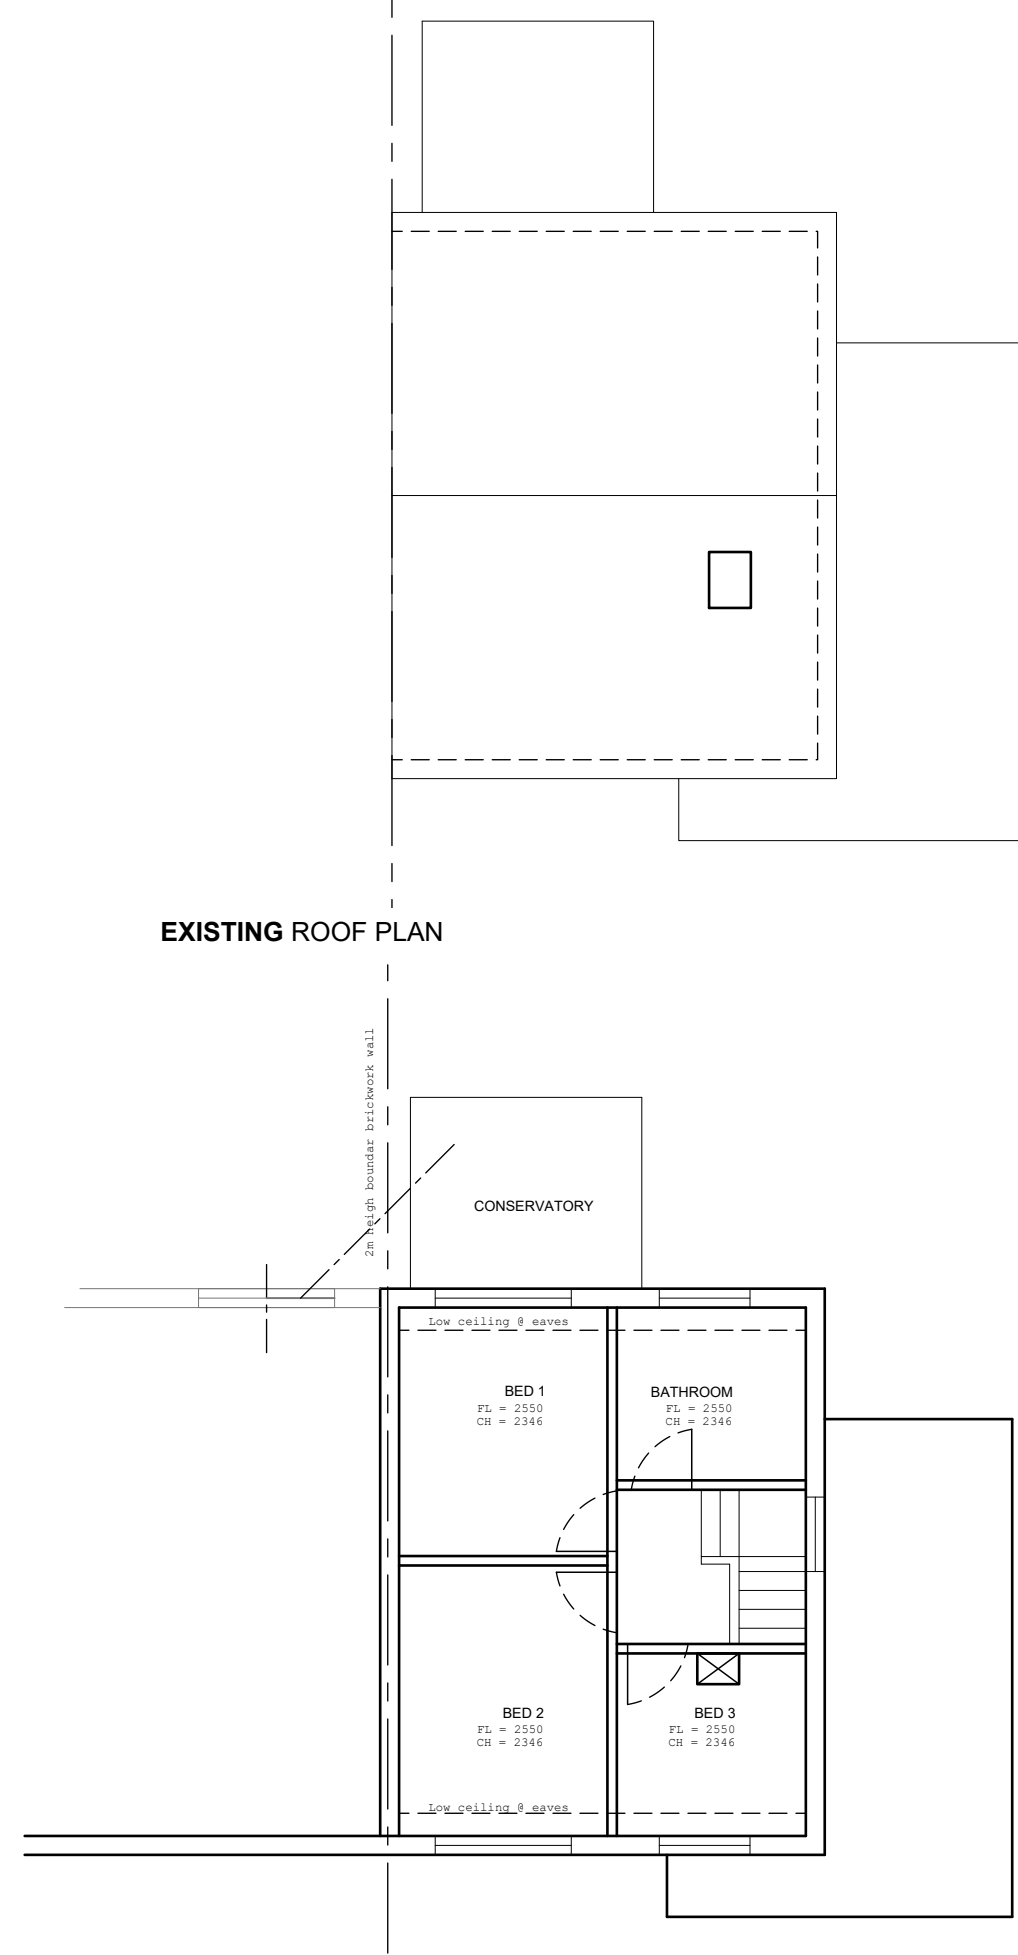 EXISTING ROOF PLAN
2m heigh boundar brickwork wall
CONSERVATORY
Low ceiling @ eaves
BED 1
FL = 2550
CH = 2346
BATHROOM
FL = 2550
CH = 2346
BED 2
FL = 2550
CH = 2346
BED 3
FL = 2550
CH = 2346
Low ceiling @ eaves